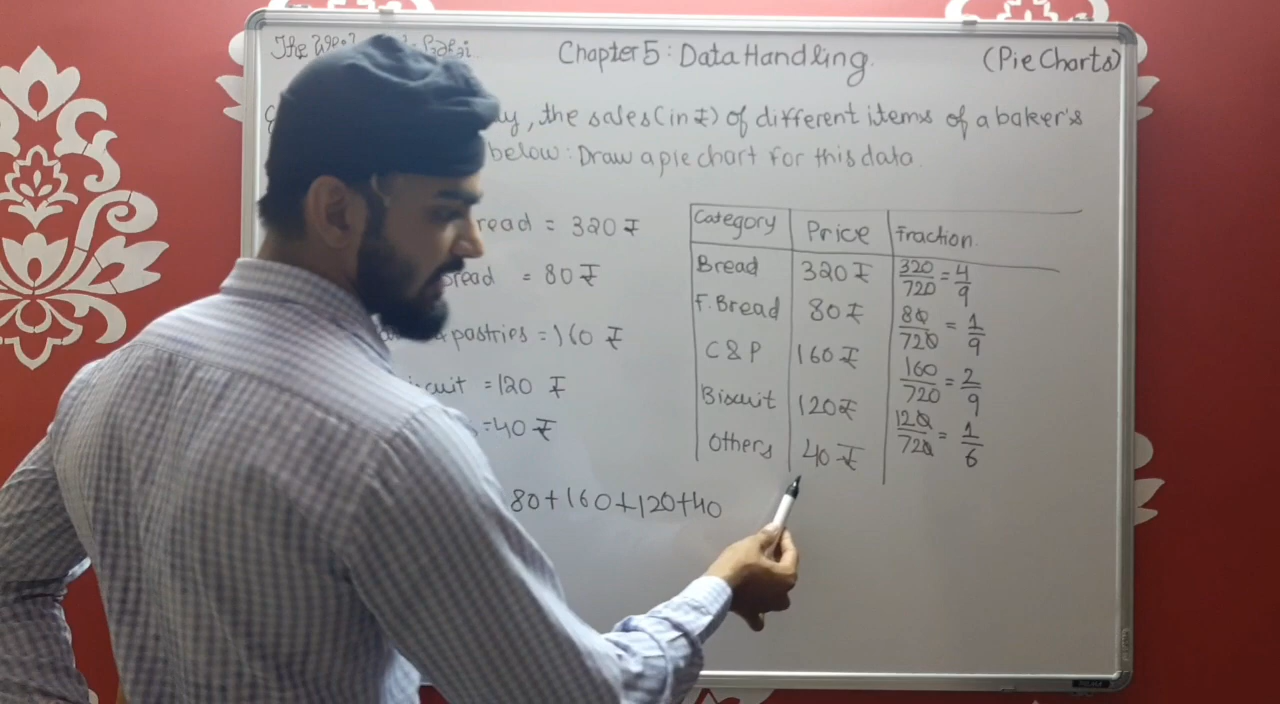 The
Chapter 5 : Data Handling.
(Pie Charts)
, the sales (in ₹) of different items of a baker's
below : Draw a pie chart for this data.
= 320 ₹
= 80 ₹
pastries = 160 ₹
= 120 ₹
= 40 ₹
80 + 160 + 120 + 40
Category Price Fraction.
Bread 320 ₹ 320/720 = 4/9
F. Bread 80 ₹ 80/720 = 1/9
C & P 160 ₹ 160/720 = 2/9
Biscuit 120 ₹ 120/720 = 1/6
Others 40 ₹